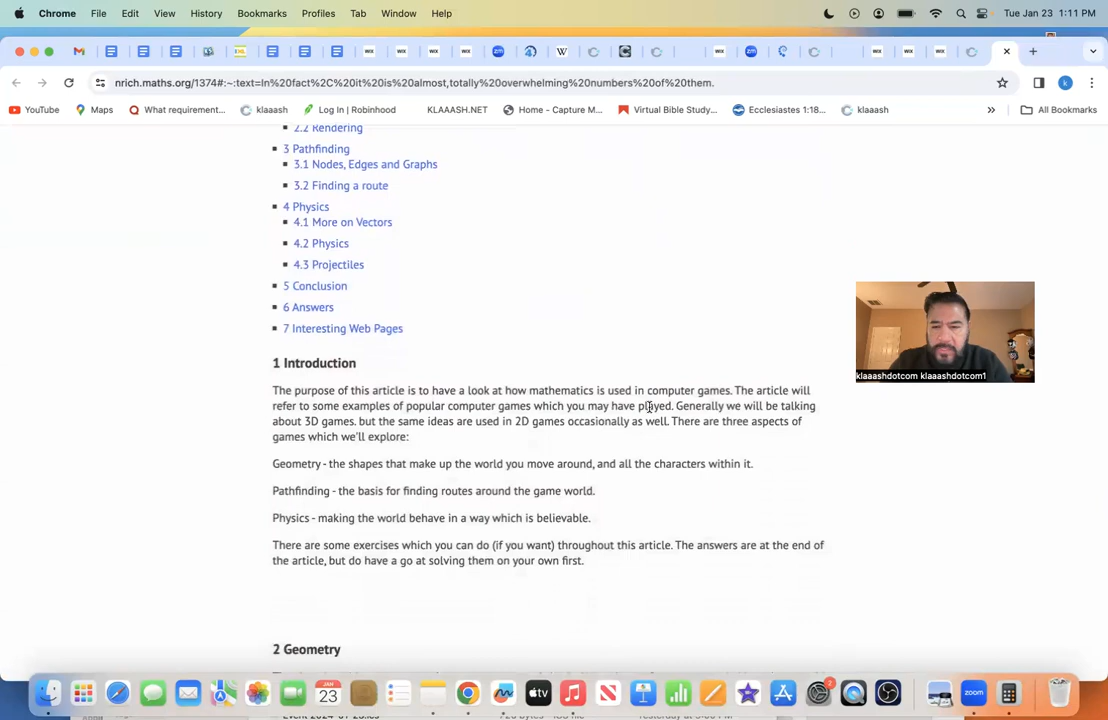 Chrome File Edit View History Bookmarks Profiles Tab Window Help Tue Jan 23 1:11 PM
nrich.maths.org/1374#:~:text=In%20fact%2C%20it%20is%20almost,totally%20overwhelming%20numbers%20of%20them.
YouTube Maps What requirement... klaaash Log In | Robinhood KLAAASH.NET Home - Capture M... Virtual Bible Study... Ecclesiastes 1:18... klaaash » All Bookmarks
2.2 Rendering
3 Pathfinding
3.1 Nodes, Edges and Graphs
3.2 Finding a route
4 Physics
4.1 More on Vectors
4.2 Physics
4.3 Projectiles
5 Conclusion
6 Answers
7 Interesting Web Pages
klaaashdotcom klaaashdotcom1
1 Introduction
The purpose of this article is to have a look at how mathematics is used in computer games. The article will
refer to some examples of popular computer games which you may have played. Generally we will be talking
about 3D games. but the same ideas are used in 2D games occasionally as well. There are three aspects of
games which we'll explore:
Geometry - the shapes that make up the world you move around, and all the characters within it.
Pathfinding - the basis for finding routes around the game world.
Physics - making the world behave in a way which is believable.
There are some exercises which you can do (if you want) throughout this article. The answers are at the end of
the article, but do have a go at solving them on your own first.
2 Geometry
JAN
23
2
tv
zoom